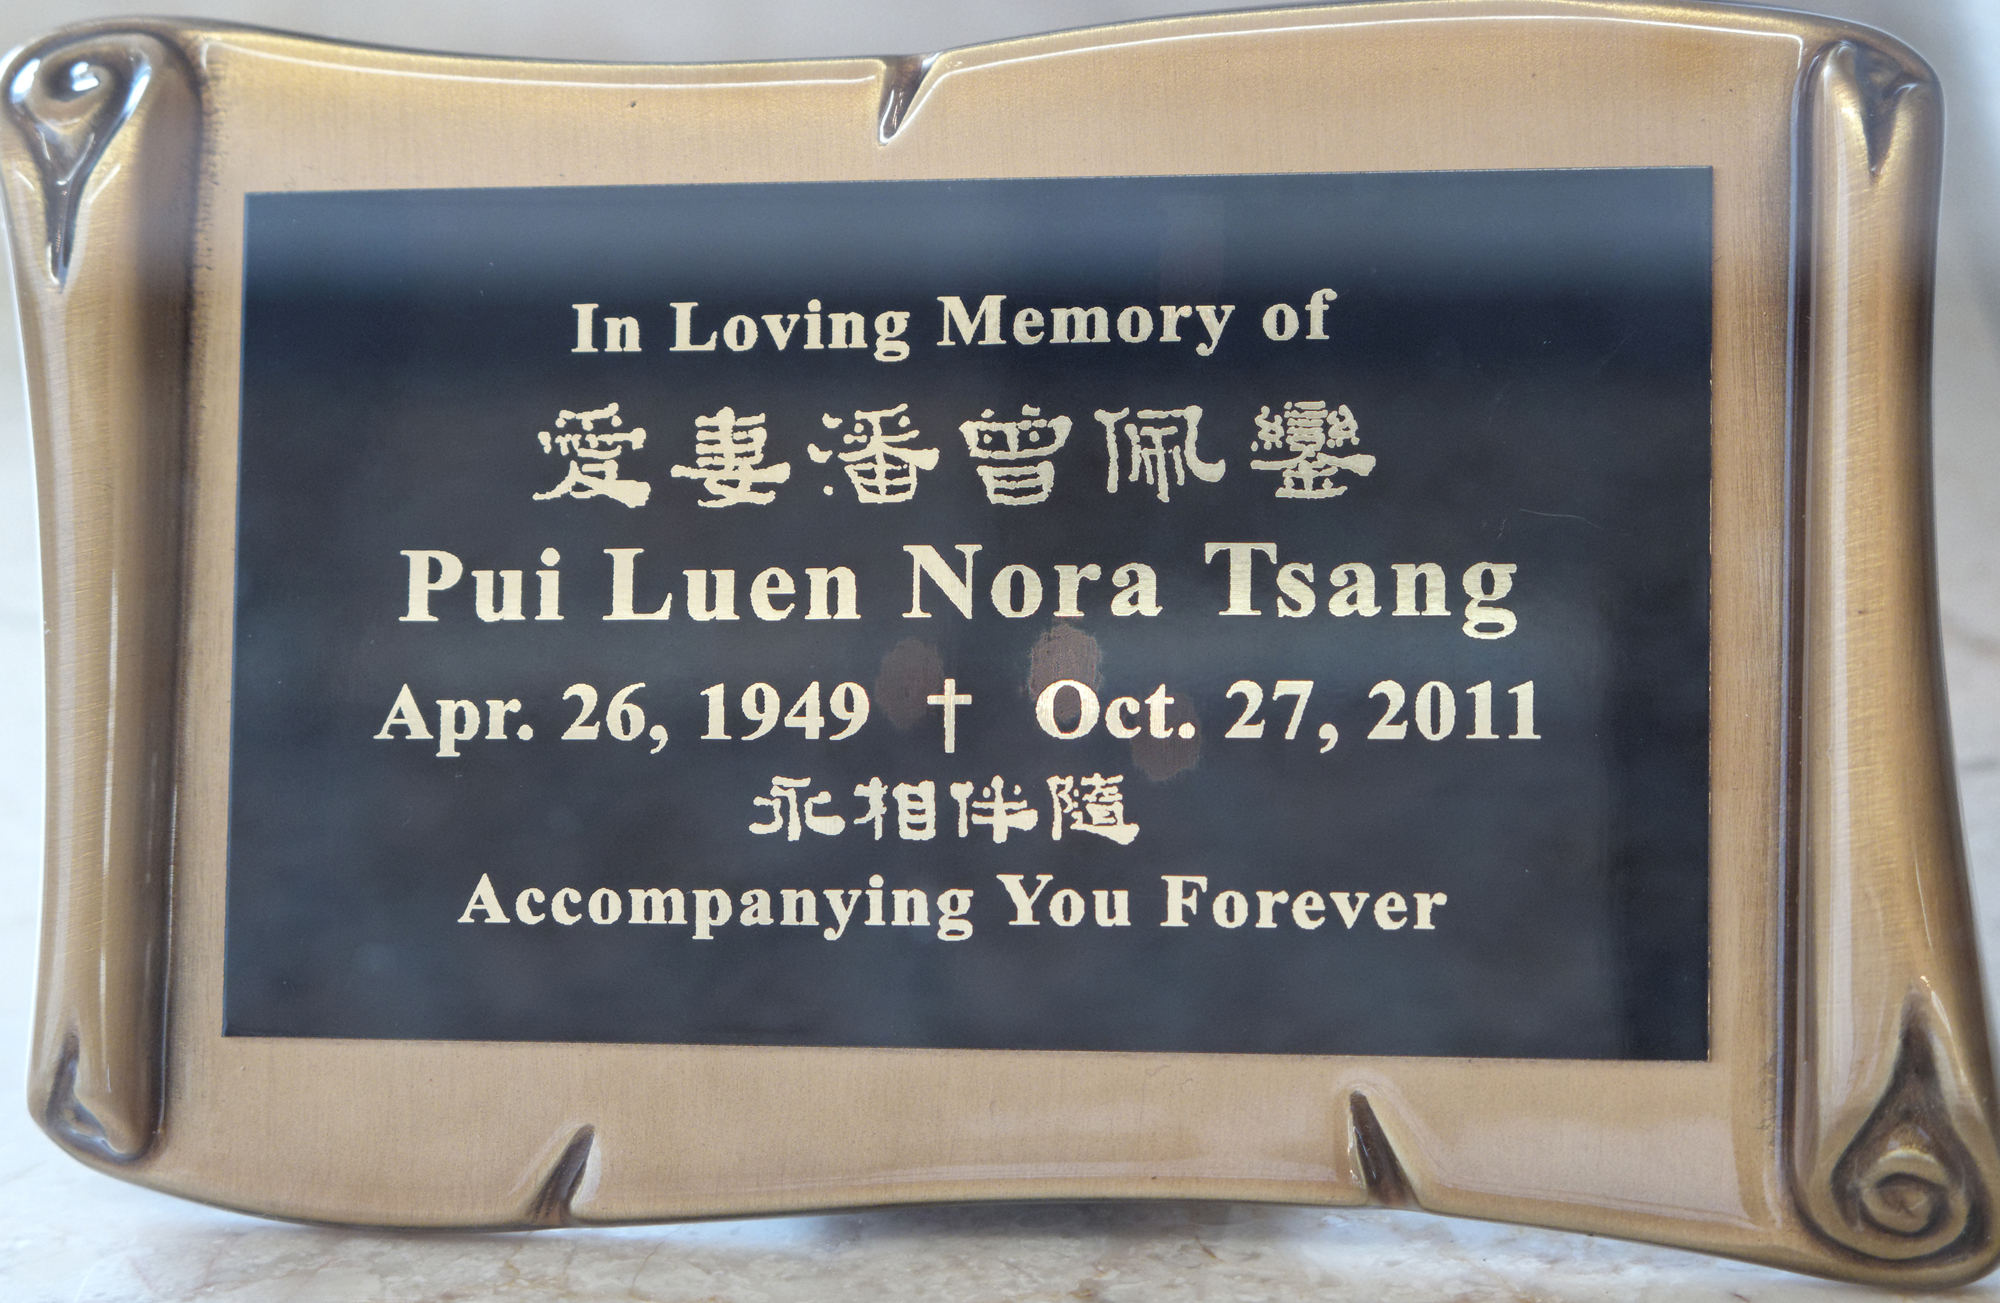 In Loving Memory of
愛妻潘曾佩鑾
Pui Luen Nora Tsang
Apr. 26, 1949 † Oct. 27, 2011
永相伴隨
Accompanying You Forever